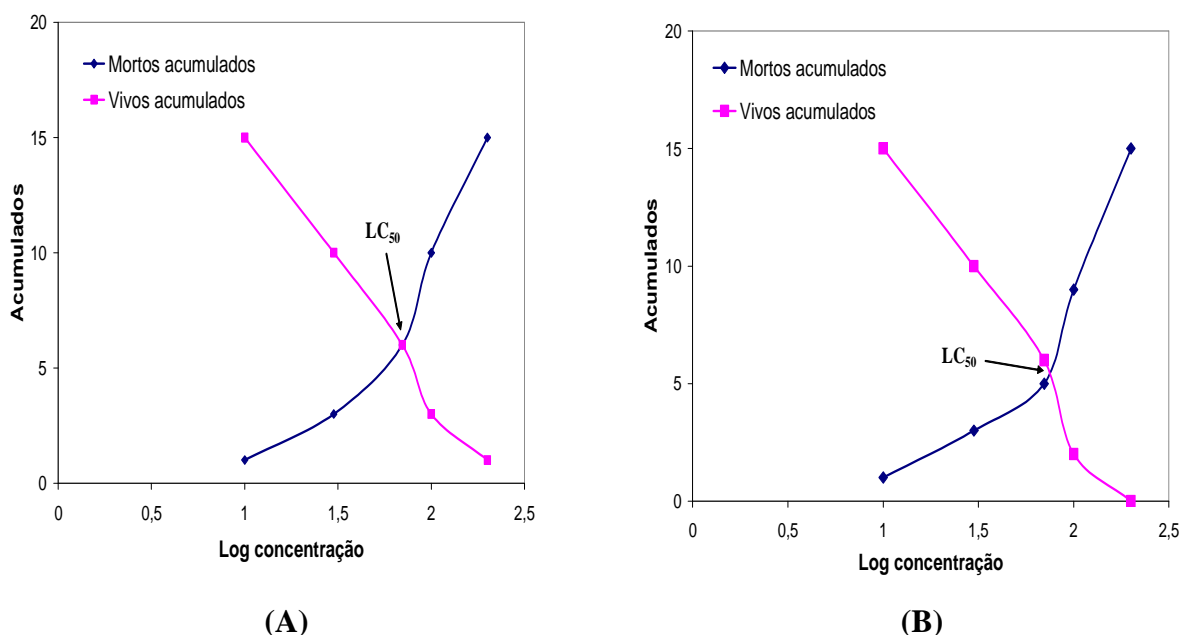 20
15
10
5
0
Acumulados
Mortos acumulados
Vivos acumulados
LC50
0
0,5
1
1,5
2
2,5
Log concentração
(A)
20
15
10
5
0
Acumulados
Mortos acumulados
Vivos acumulados
LC50
0
0,5
1
1,5
2
2,5
Log concentração
(B)